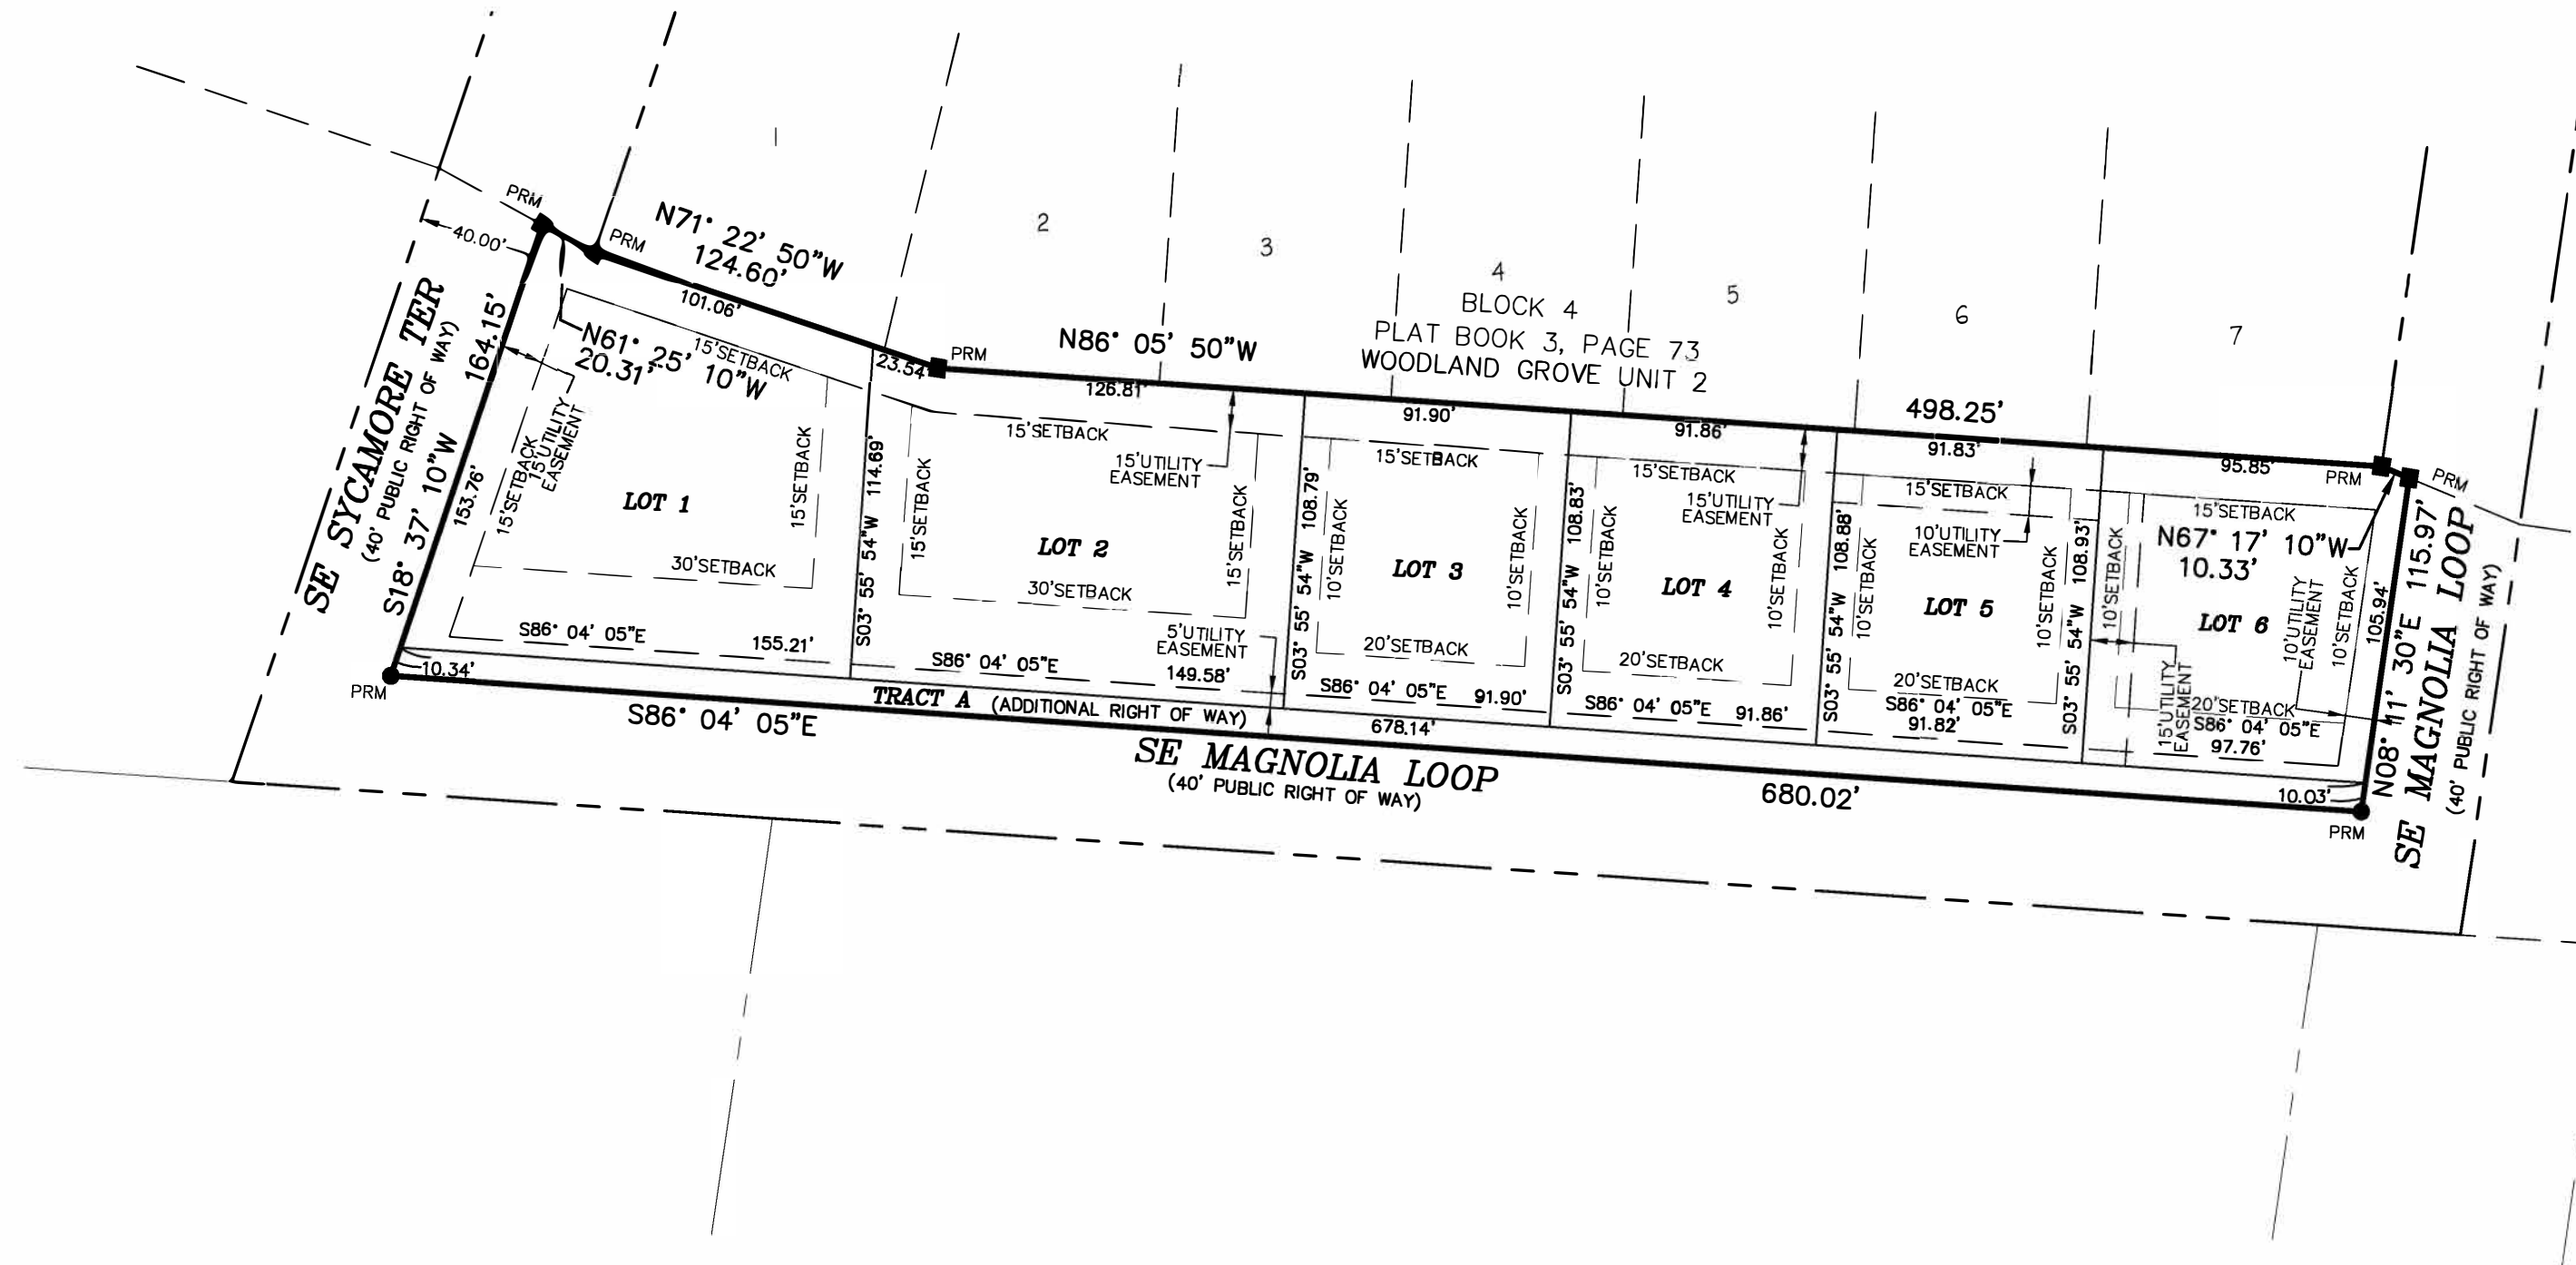 1
PRM
PRM
N71° 22' 50"W
124.60'
40.00'
2
3
4
5
6
7
BLOCK 4
PLAT BOOK 3, PAGE 73
WOODLAND GROVE UNIT 2
101.06'
N61° 25' 10"W
20.31'
15'SETBACK
23.54'
PRM
N86° 05' 50"W
126.81'
91.90'
91.86'
498.25'
91.83'
95.85'
PRM
PRM
SE SYCAMORE TER
(40' PUBLIC RIGHT OF WAY)
S18° 37' 10"W 164.15'
153.76'
15'SETBACK
15'UTILITY
EASEMENT
LOT 1
15'SETBACK
30'SETBACK
S86° 04' 05"E 155.21'
10.34'
PRM
S03° 55' 54"W 114.69'
15'SETBACK
15'SETBACK
15'UTILITY
EASEMENT
LOT 2
15'SETBACK
30'SETBACK
5'UTILITY
EASEMENT
S86° 04' 05"E 149.58'
S03° 55' 54"W 108.79'
15'SETBACK
10'SETBACK
LOT 3
10'SETBACK
20'SETBACK
S86° 04' 05"E 91.90'
S03° 55' 54"W 108.83'
15'SETBACK
15'UTILITY
EASEMENT
10'SETBACK
LOT 4
10'SETBACK
20'SETBACK
S86° 04' 05"E 91.86'
S03° 55' 54"W 108.88'
15'SETBACK
10'UTILITY
EASEMENT
10'SETBACK
LOT 5
10'SETBACK
20'SETBACK
S86° 04' 05"E
91.82'
S03° 55' 54"W 108.93'
15'SETBACK
N67° 17' 10"W
10.33'
10'SETBACK
LOT 6
10'UTILITY
EASEMENT
10'SETBACK
15'UTILITY
EASEMENT
20'SETBACK
S86° 04' 05"E
97.76'
105.94'
N08° 11' 30"E 115.97'
SE MAGNOLIA LOOP
(40' PUBLIC RIGHT OF WAY)
10.03'
PRM
TRACT A (ADDITIONAL RIGHT OF WAY)
678.14'
S86° 04' 05"E
680.02'
SE MAGNOLIA LOOP
(40' PUBLIC RIGHT OF WAY)